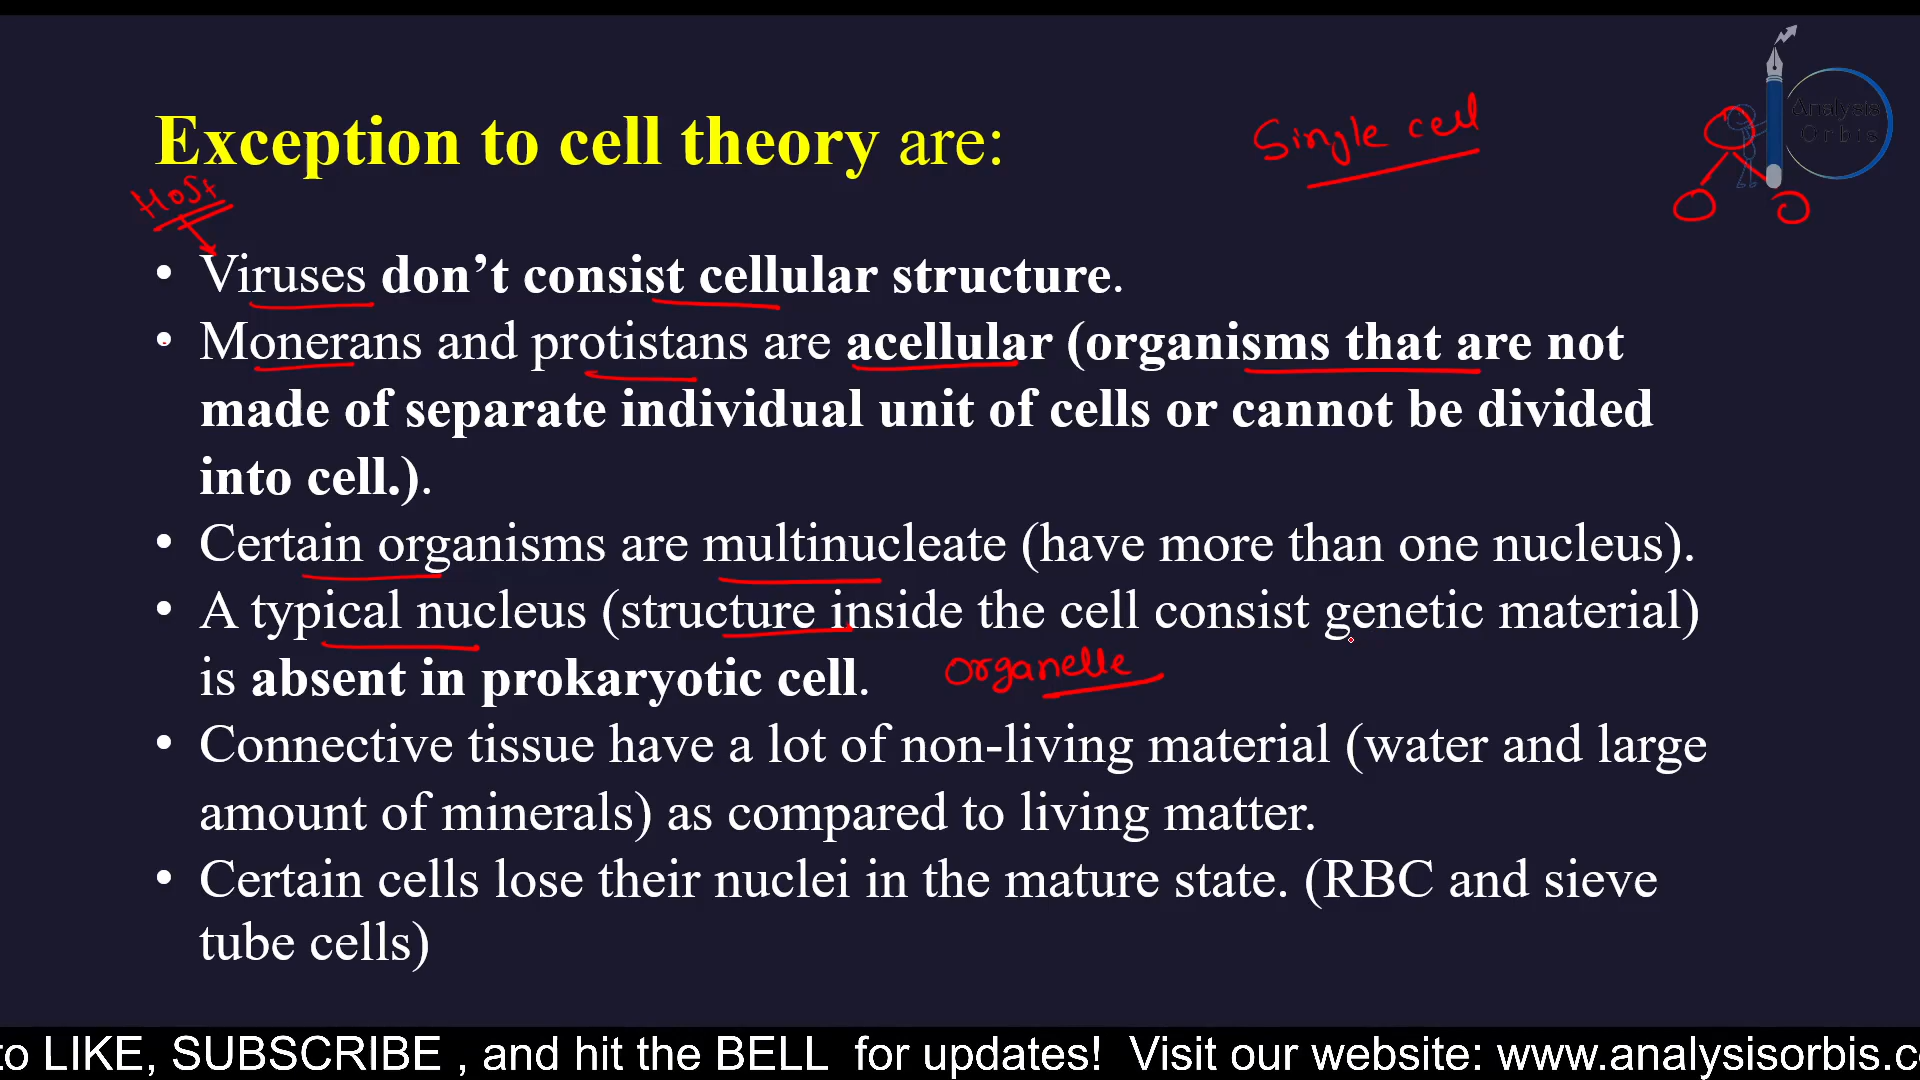 Exception to cell theory are:
Single cell
Analysis
Orbis
Host
• Viruses don’t consist cellular structure.
• Monerans and protistans are acellular (organisms that are not
made of separate individual unit of cells or cannot be divided
into cell.).
• Certain organisms are multinucleate (have more than one nucleus).
• A typical nucleus (structure inside the cell consist genetic material)
is absent in prokaryotic cell.
organelle
• Connective tissue have a lot of non-living material (water and large
amount of minerals) as compared to living matter.
• Certain cells lose their nuclei in the mature state. (RBC and sieve
tube cells)
to LIKE, SUBSCRIBE , and hit the BELL for updates! Visit our website: www.analysisorbis.c